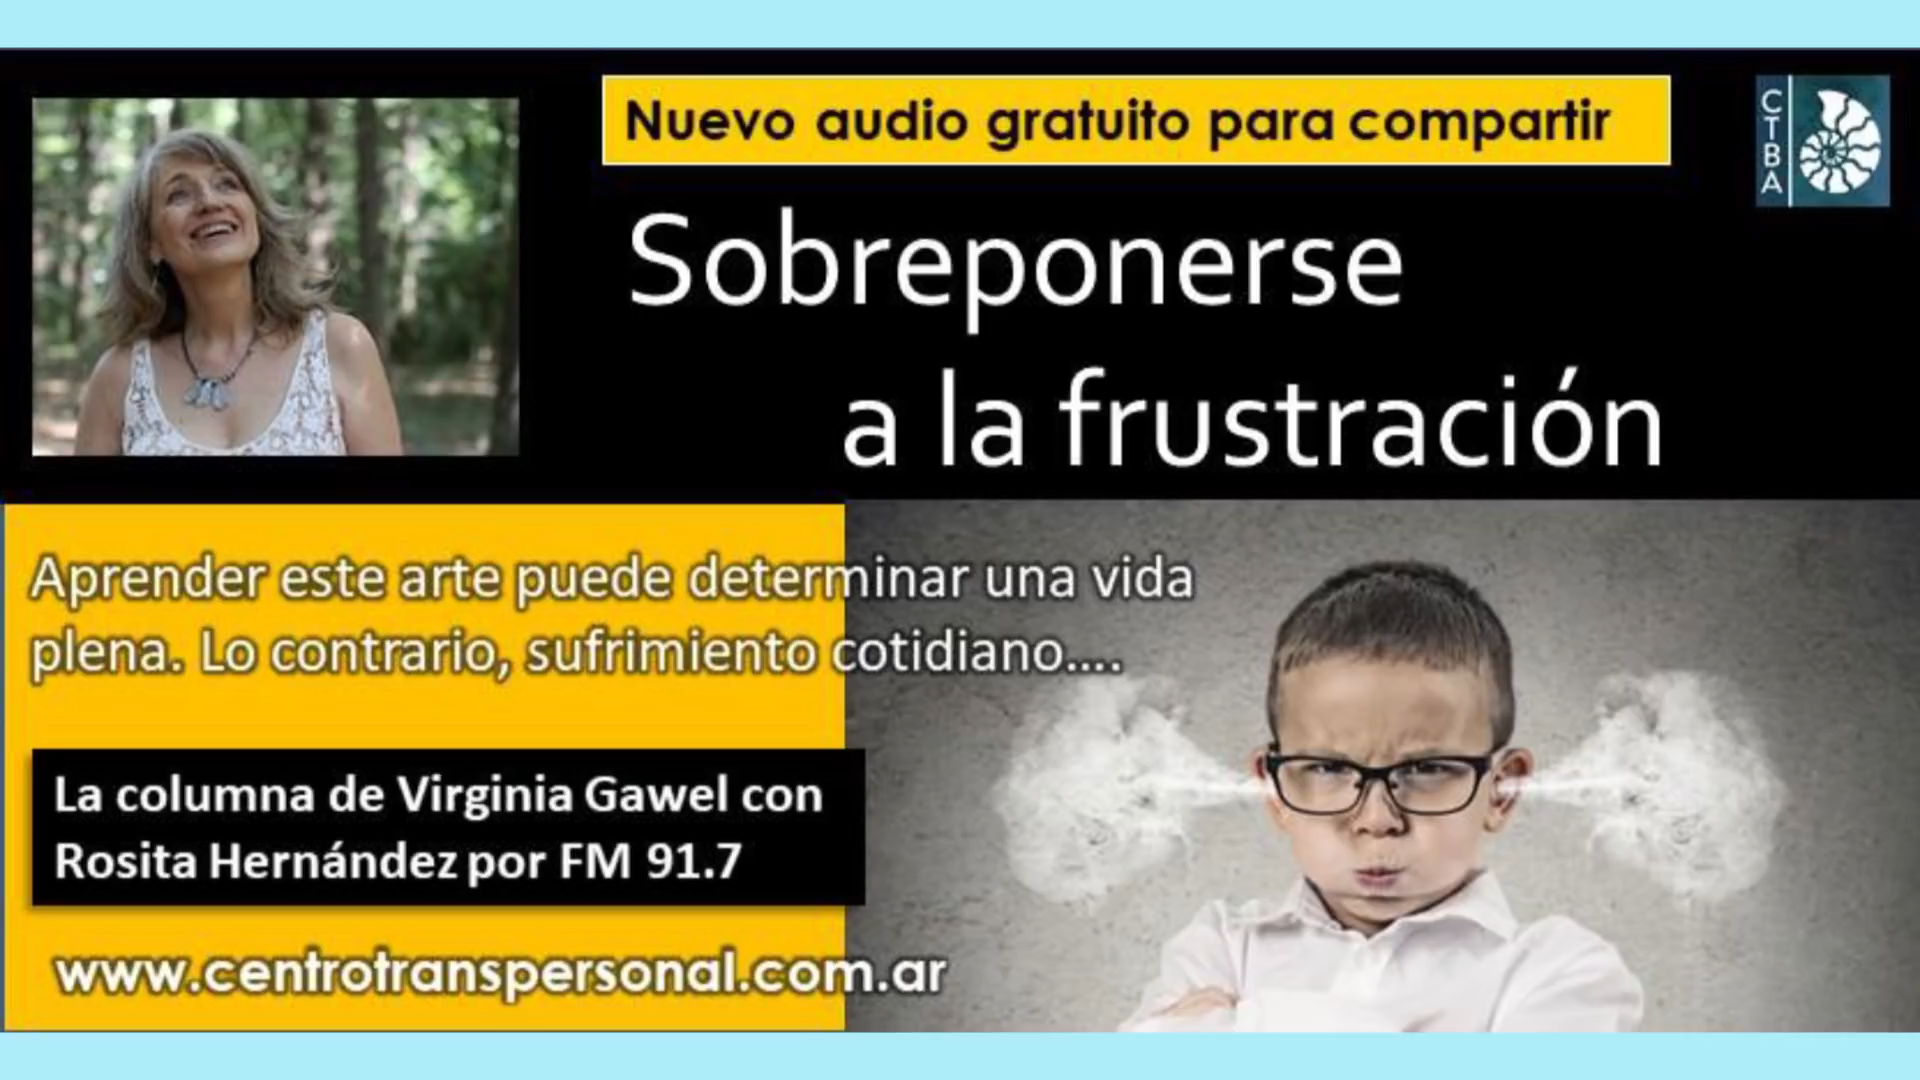 Nuevo audio gratuito para compartir
CTBA
Sobreponerse
a la frustración
Aprender este arte puede determinar una vida
plena. Lo contrario, sufrimiento cotidiano....
La columna de Virginia Gawel con
Rosita Hernández por FM 91.7
www.centrotranspersonal.com.ar